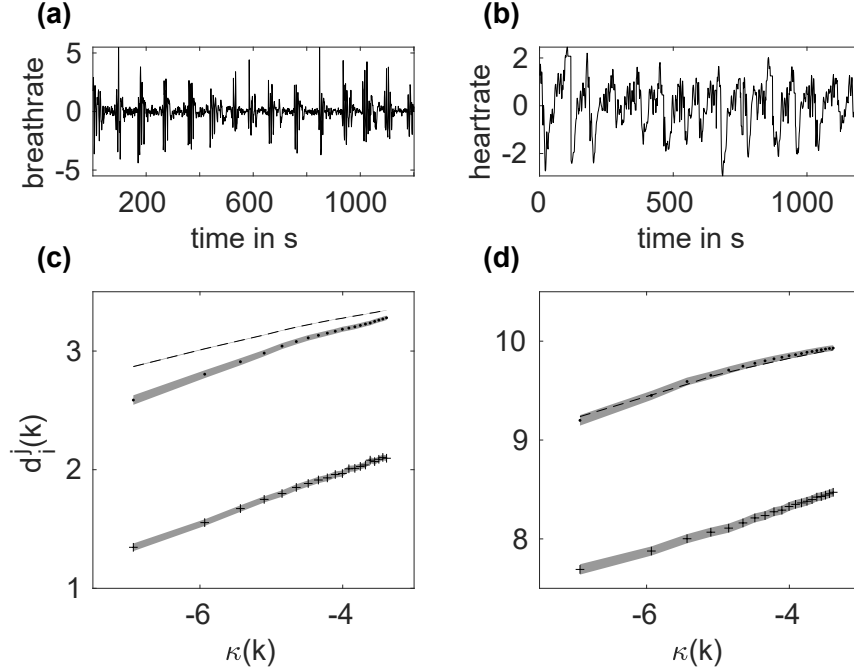 (a)
(b)
breathrate
5
0
-5
200
600
1000
time in s
heartrate
2
0
-2
0
500
1000
time in s
(c)
(d)
d_i^j(k)
3
2
1
-6
-4
κ(k)
10
9
8
-6
-4
κ(k)